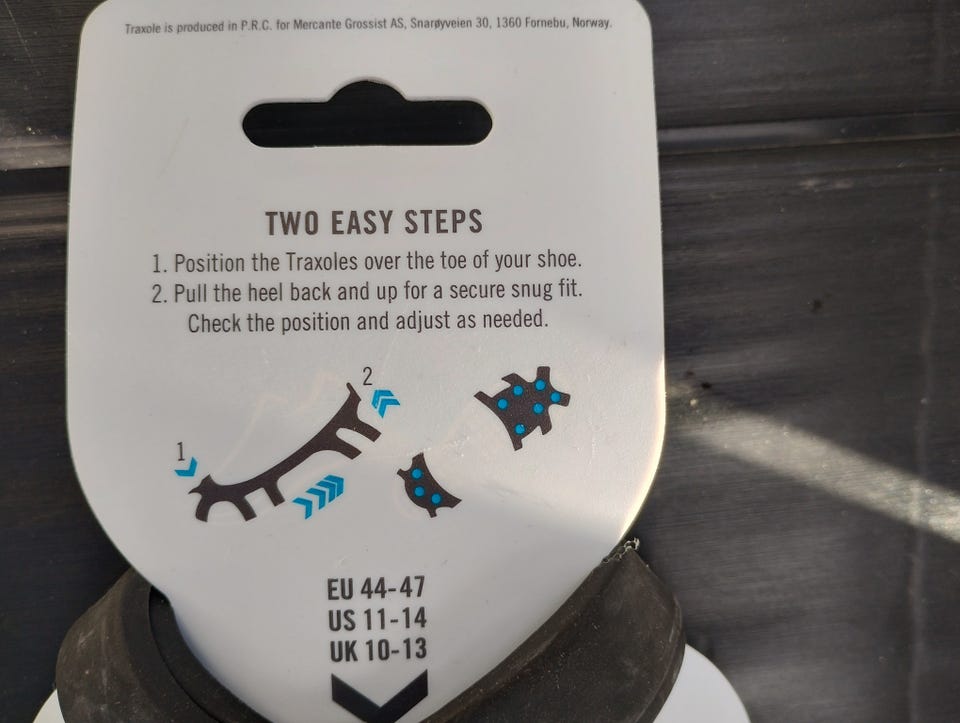 Traxole is produced in P.R.C. for Mercante Grossist AS, Snarøyveien 30, 1360 Fornebu, Norway.
TWO EASY STEPS
1. Position the Traxoles over the toe of your shoe.
2. Pull the heel back and up for a secure snug fit.
Check the position and adjust as needed.
2
1
EU 44-47
US 11-14
UK 10-13